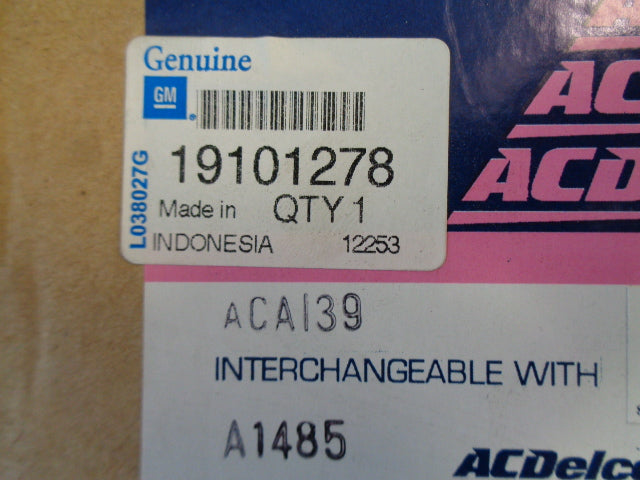 Genuine
GM
®
19101278
Made in QTY 1
INDONESIA 12253
L038027G
ACA139
INTERCHANGEABLE WITH
A1485
ACDelco